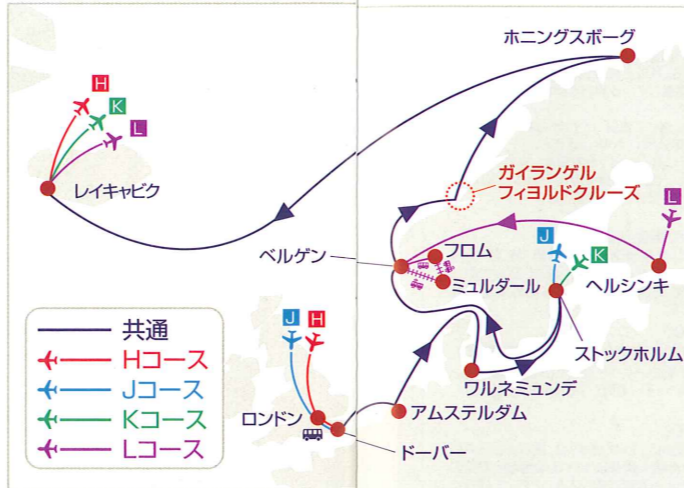 ホニングスボーグ
H
K
L
レイキャビク
ガイランゲル
フィヨルドクルーズ
L
J
K
ベルゲン
フロム
ミュルダール
ヘルシンキ
共通
Hコース
Jコース
Kコース
Lコース
J
H
ストックホルム
ワルネミュンデ
ロンドン
アムステルダム
ドーバー